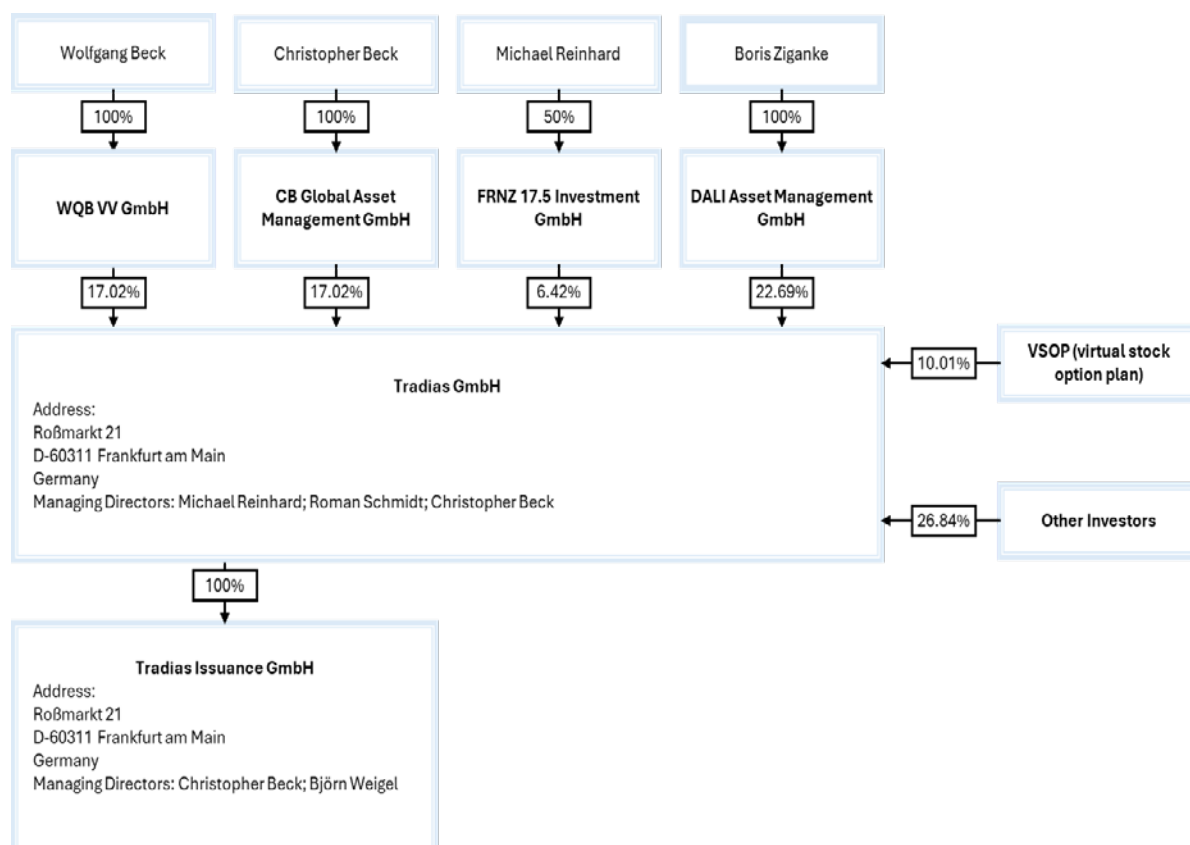 Wolfgang Beck
Christopher Beck
Michael Reinhard
Boris Ziganke
100%
100%
50%
100%
WQB VV GmbH
CB Global Asset
Management GmbH
FRNZ 17.5 Investment
GmbH
DALI Asset Management
GmbH
17.02%
17.02%
6.42%
22.69%
Tradias GmbH
Address:
Roßmarkt 21
D-60311 Frankfurt am Main
Germany
Managing Directors: Michael Reinhard; Roman Schmidt; Christopher Beck
10.01%
VSOP (virtual stock
option plan)
26.84%
Other Investors
100%
Tradias Issuance GmbH
Address:
Roßmarkt 21
D-60311 Frankfurt am Main
Germany
Managing Directors: Christopher Beck; Björn Weigel